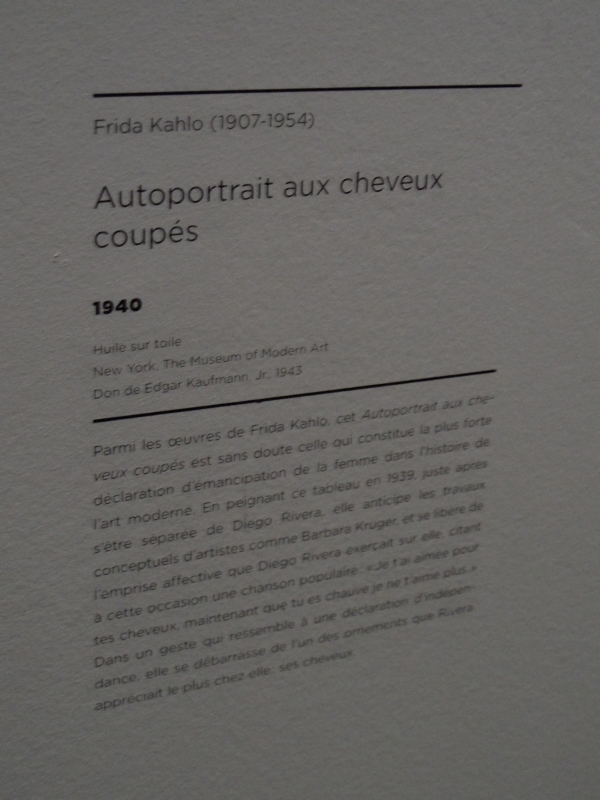 Frida Kahlo (1907-1954)
Autoportrait aux cheveux
coupés
1940
Huile sur toile
New York, The Museum of Modern Art
Don de Edgar Kaufmann, Jr., 1943
Parmi les œuvres de Frida Kahlo, cet Autoportrait aux che-
veux coupés est sans doute celle qui constitue la plus forte
déclaration d'émancipation de la femme dans l'histoire de
l'art moderne. En peignant ce tableau en 1939, juste après
s'être séparée de Diego Rivera, elle anticipe les travaux
conceptuels d'artistes comme Barbara Kruger, et se libère de
l'emprise affective que Diego Rivera exerçait sur elle, citant
à cette occasion une chanson populaire: «Je t'ai aimée pour
tes cheveux, maintenant que tu es chauve je ne t'aime plus.»
Dans un geste qui ressemble à une déclaration d'indépen-
dance, elle se débarrasse de l'un des ornements que Rivera
appréciait le plus chez elle: ses cheveux.